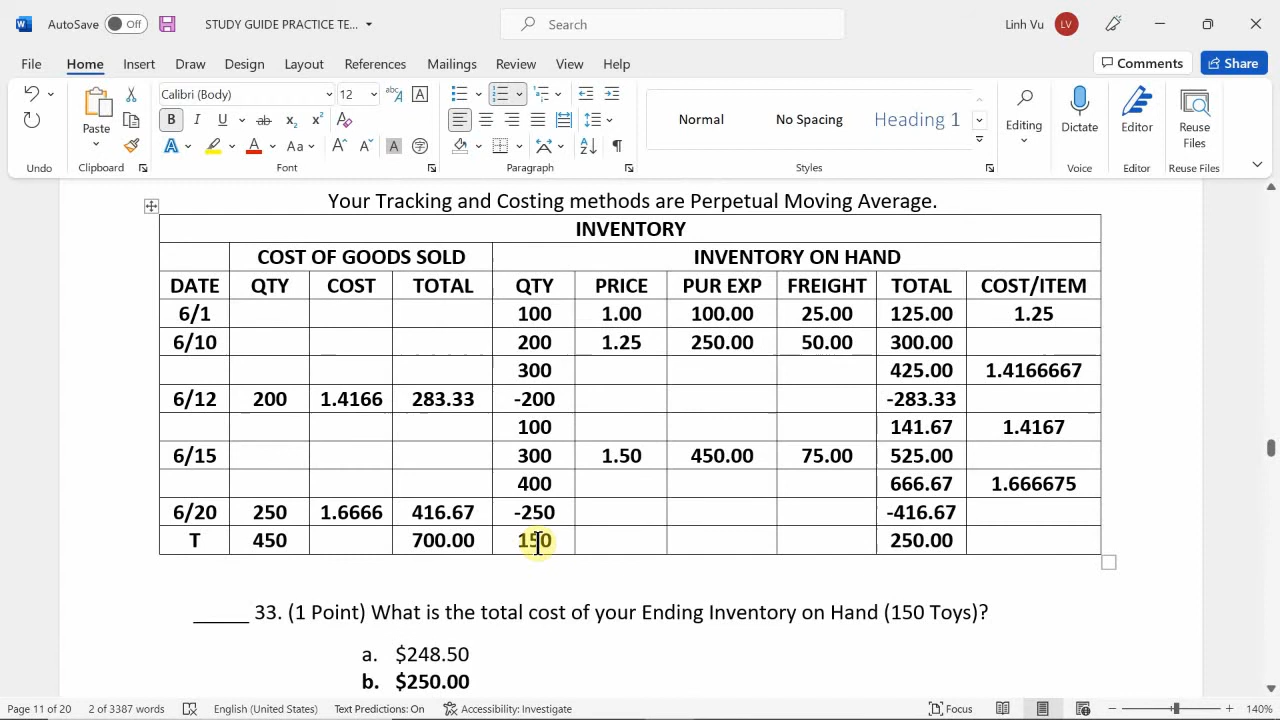 AutoSave Off STUDY GUIDE PRACTICE TE... Search Linh Vu LV
File Home Insert Draw Design Layout References Mailings Review View Help Comments Share
Calibri (Body) 12 Normal No Spacing Heading 1
Paste Editing Dictate Editor Reuse Files
Undo Clipboard Font Paragraph Styles Voice Editor Reuse Files
Your Tracking and Costing methods are Perpetual Moving Average.
INVENTORY
COST OF GOODS SOLD INVENTORY ON HAND
DATE QTY COST TOTAL QTY PRICE PUR EXP FREIGHT TOTAL COST/ITEM
6/1 100 1.00 100.00 25.00 125.00 1.25
6/10 200 1.25 250.00 50.00 300.00
300 425.00 1.4166667
6/12 200 1.4166 283.33 -200 -283.33
100 141.67 1.4167
6/15 300 1.50 450.00 75.00 525.00
400 666.67 1.666675
6/20 250 1.6666 416.67 -250 -416.67
T 450 700.00 150 250.00
_____ 33. (1 Point) What is the total cost of your Ending Inventory on Hand (150 Toys)?
a. $248.50
b. $250.00
Page 11 of 20 2 of 3387 words English (United States) Text Predictions: On Accessibility: Investigate Focus 140%